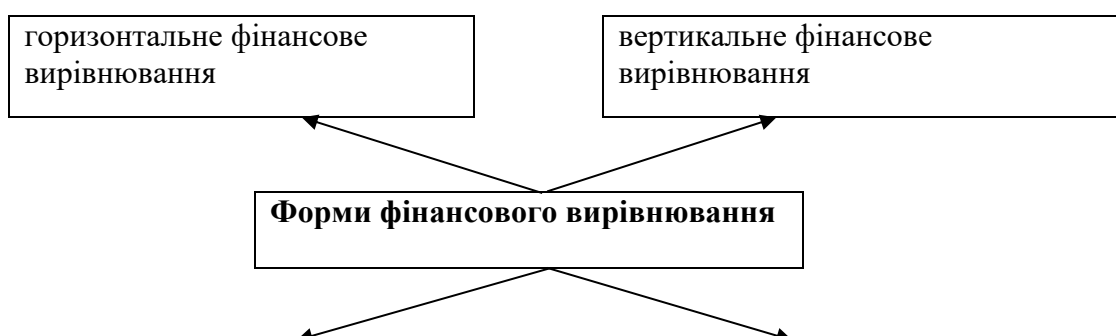 горизонтальне фінансове
вирівнювання
вертикальне фінансове
вирівнювання
Форми фінансового вирівнювання